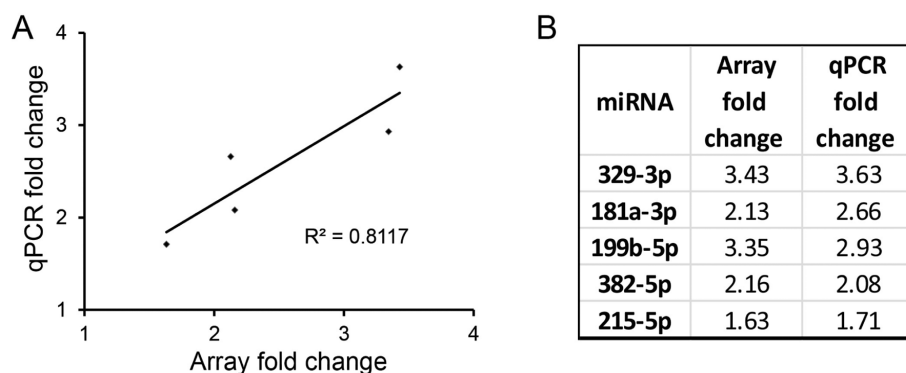 A
4
3
2
1
qPCR fold change
R² = 0.8117
1 2 3 4
Array fold change
B
miRNA Array fold change qPCR fold change
329-3p 3.43 3.63
181a-3p 2.13 2.66
199b-5p 3.35 2.93
382-5p 2.16 2.08
215-5p 1.63 1.71